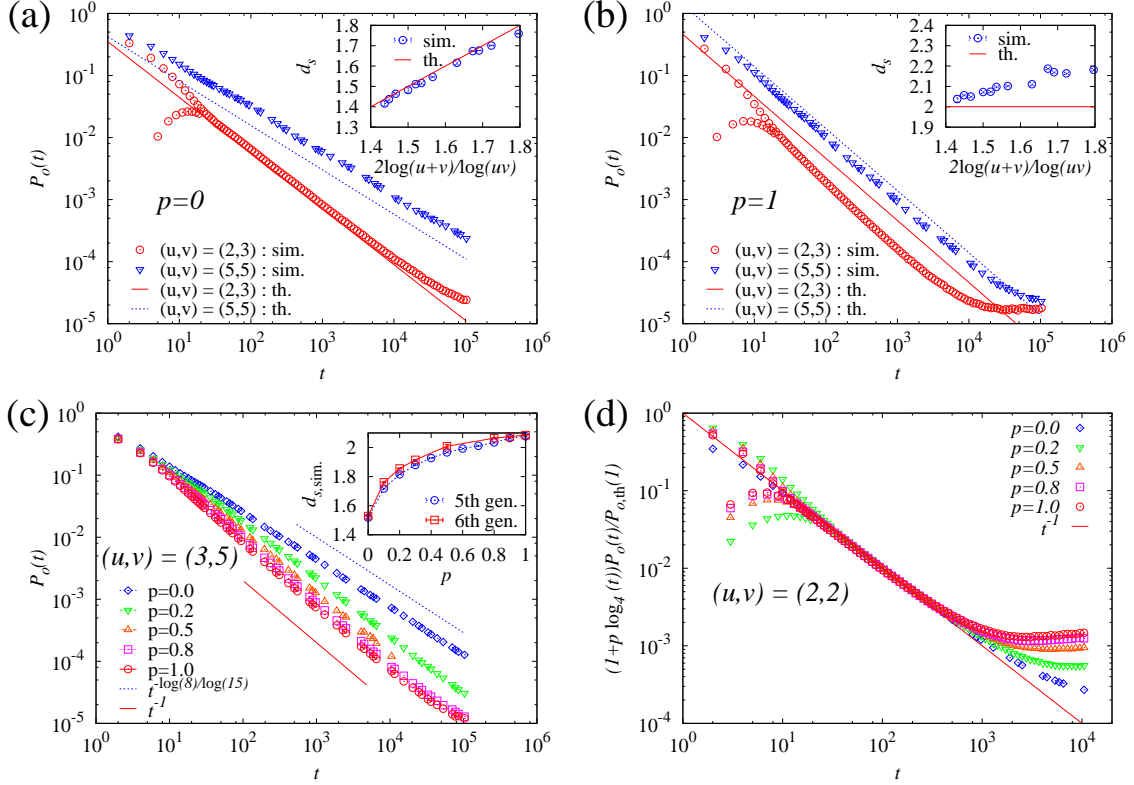 (a)
10^0
10^-1
10^-2
10^-3
10^-4
10^-5
P_o(t)
10^0 10^1 10^2 10^3 10^4 10^5 10^6
t
p=0
(u,v) = (2,3) : sim.
(u,v) = (5,5) : sim.
(u,v) = (2,3) : th.
(u,v) = (5,5) : th.
sim.
th.
d_s
1.8
1.7
1.6
1.5
1.4
1.3
1.4 1.5 1.6 1.7 1.8
2log(u+v)/log(uv)
(b)
10^0
10^-1
10^-2
10^-3
10^-4
10^-5
P_o(t)
10^0 10^1 10^2 10^3 10^4 10^5 10^6
t
p=1
(u,v) = (2,3) : sim.
(u,v) = (5,5) : sim.
(u,v) = (2,3) : th.
(u,v) = (5,5) : th.
sim.
th.
d_s
2.4
2.3
2.2
2.1
2
1.9
1.4 1.5 1.6 1.7 1.8
2log(u+v)/log(uv)
(c)
10^0
10^-1
10^-2
10^-3
10^-4
10^-5
P_o(t)
10^0 10^1 10^2 10^3 10^4 10^5 10^6
t
(u,v) = (3,5)
p=0.0
p=0.2
p=0.5
p=0.8
p=1.0
t^-log(8)/log(15)
t^-1
d_s,sim.
2
1.8
1.6
1.4
0 0.2 0.4 0.6 0.8 1
p
5th gen.
6th gen.
(d)
10^0
10^-1
10^-2
10^-3
10^-4
(1+p log_4(t))P_o(t)/P_o,th(1)
10^0 10^1 10^2 10^3 10^4
t
(u,v) = (2,2)
p=0.0
p=0.2
p=0.5
p=0.8
p=1.0
t^-1